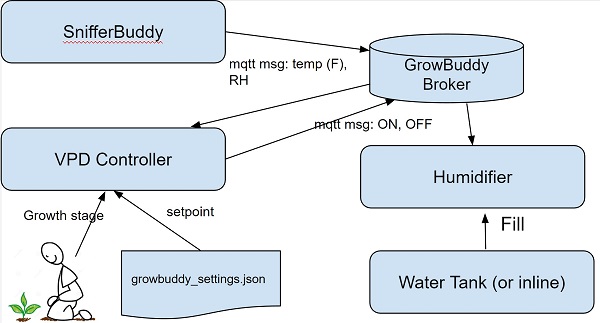 SnifferBuddy
mqtt msg: temp (F),
RH
GrowBuddy
Broker
mqtt msg: ON, OFF
VPD Controller
Humidifier
Growth stage
setpoint
Fill
growbuddy_settings.json
Water Tank (or inline)